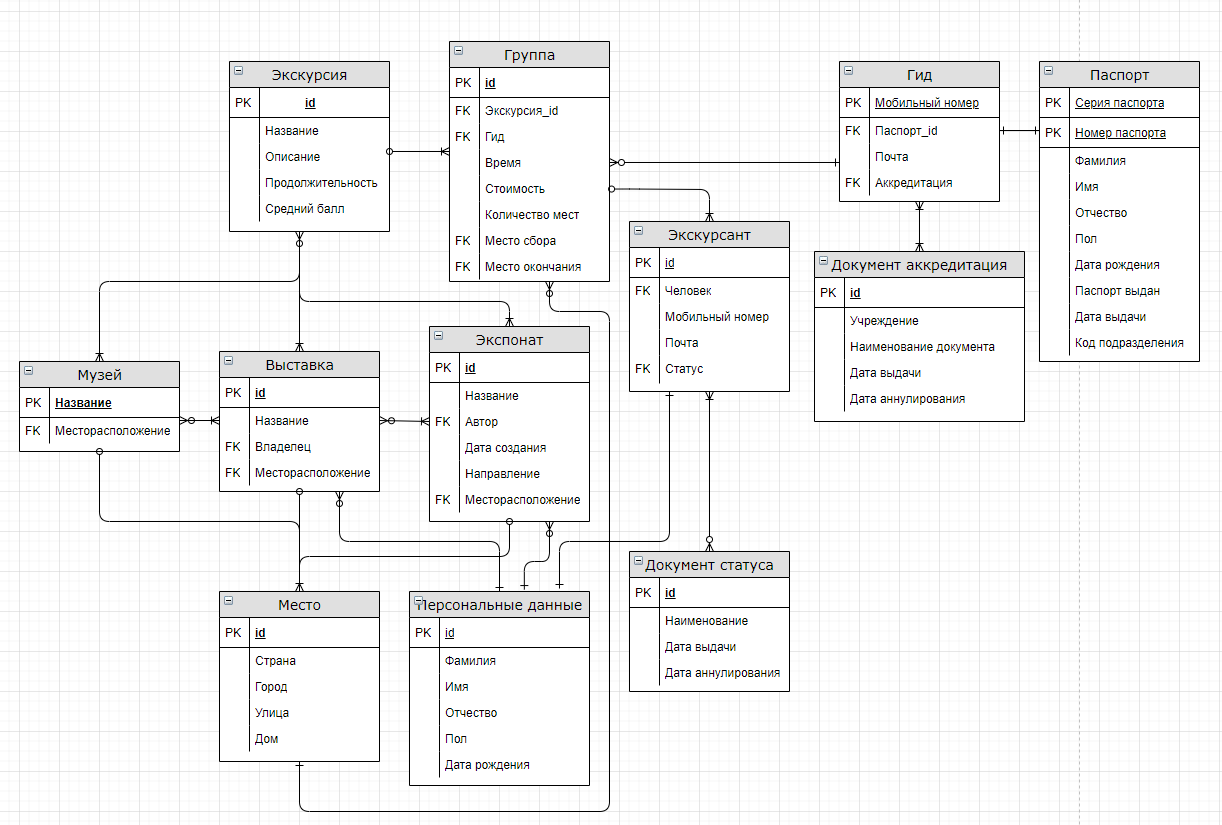 Экскурсия
PK id
Название
Описание
Продолжительность
Средний балл
Группа
PK id
FK Экскурсия_id
FK Гид
Время
Стоимость
Количество мест
FK Место сбора
FK Место окончания
Гид
PK Мобильный номер
FK Паспорт_id
Почта
FK Аккредитация
Паспорт
PK Серия паспорта
PK Номер паспорта
Фамилия
Имя
Отчество
Пол
Дата рождения
Паспорт выдан
Дата выдачи
Код подразделения
Экскурсант
PK id
FK Человек
Мобильный номер
Почта
FK Статус
Документ аккредитация
PK id
Учреждение
Наименование документа
Дата выдачи
Дата аннулирования
Музей
PK Название
FK Месторасположение
Выставка
PK id
Название
FK Владелец
FK Месторасположение
Экспонат
PK id
Название
FK Автор
Дата создания
Направление
FK Месторасположение
Место
PK id
Страна
Город
Улица
Дом
Персональные данные
PK id
Фамилия
Имя
Отчество
Пол
Дата рождения
Документ статуса
PK id
Наименование
Дата выдачи
Дата аннулирования